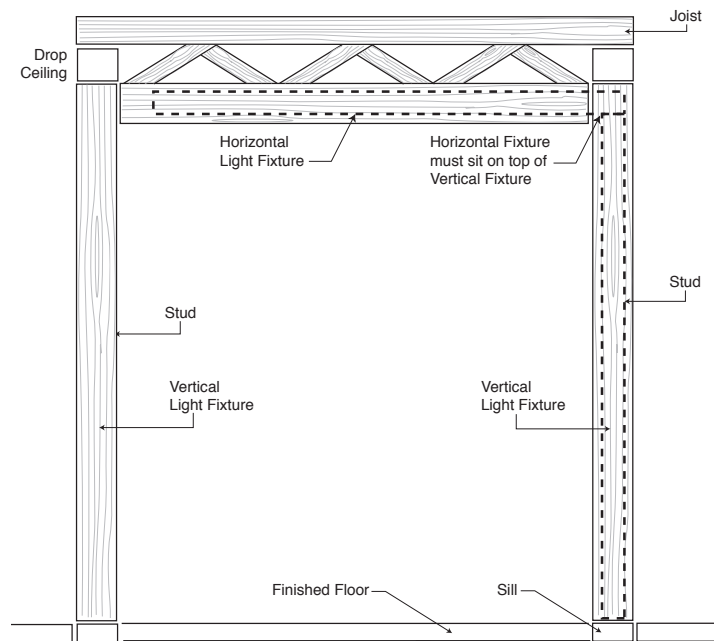 Joist
Drop
Ceiling
Horizontal
Light Fixture
Horizontal Fixture
must sit on top of
Vertical Fixture
Stud
Stud
Vertical
Light Fixture
Vertical
Light Fixture
Finished Floor
Sill